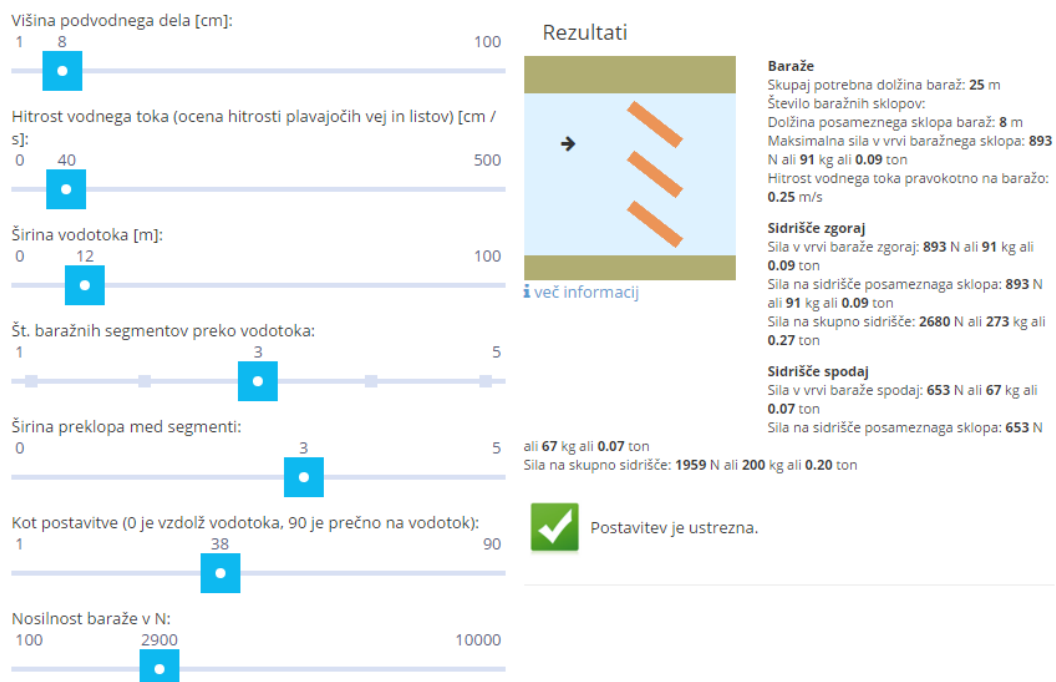 Višina podvodnega dela [cm]:
1 8 100
Hitrost vodnega toka (ocena hitrosti plavajočih vej in listov) [cm /
s]:
0 40 500
Širina vodotoka [m]:
0 12 100
Št. baražnih segmentov preko vodotoka:
1 3 5
Širina preklopa med segmenti:
0 3 5
Kot postavitve (0 je vzdolž vodotoka, 90 je prečno na vodotok):
1 38 90
Nosilnost baraže v N:
100 2900 10000
Rezultati
i več informacij
Baraže
Skupaj potrebna dolžina baraž: 25 m
Število baražnih sklopov:
Dolžina posameznega sklopa baraž: 8 m
Maksimalna sila v vrvi baražnega sklopa: 893
N ali 91 kg ali 0.09 ton
Hitrost vodnega toka pravokotno na baražo:
0.25 m/s
Sidrišče zgoraj
Sila v vrvi baraže zgoraj: 893 N ali 91 kg ali
0.09 ton
Sila na sidrišče posameznaga sklopa: 893 N
ali 91 kg ali 0.09 ton
Sila na skupno sidrišče: 2680 N ali 273 kg ali
0.27 ton
Sidrišče spodaj
Sila v vrvi baraže spodaj: 653 N ali 67 kg ali
0.07 ton
Sila na sidrišče posameznaga sklopa: 653 N
ali 67 kg ali 0.07 ton
Sila na skupno sidrišče: 1959 N ali 200 kg ali 0.20 ton
Postavitev je ustrezna.